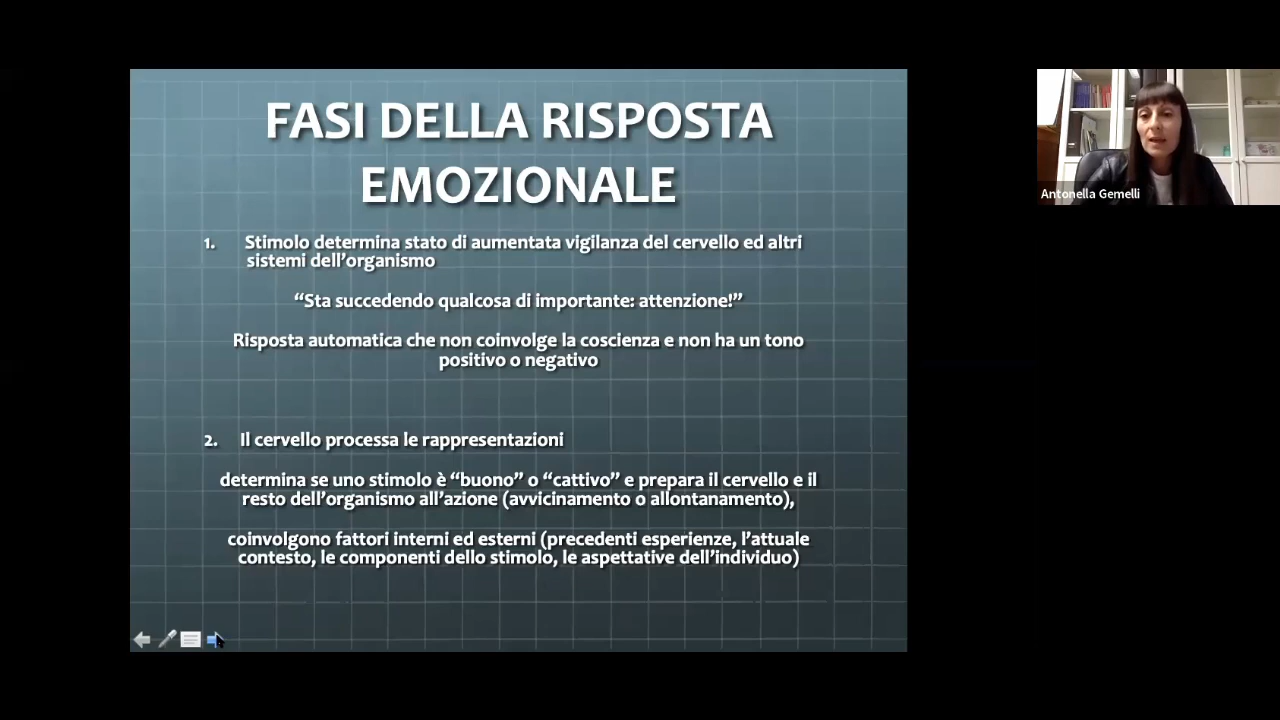 FASI DELLA RISPOSTA
EMOZIONALE
1. Stimolo determina stato di aumentata vigilanza del cervello ed altri
sistemi dell’organismo
“Sta succedendo qualcosa di importante: attenzione!”
Risposta automatica che non coinvolge la coscienza e non ha un tono
positivo o negativo
2. Il cervello processa le rappresentazioni
determina se uno stimolo è “buono” o “cattivo” e prepara il cervello e il
resto dell’organismo all’azione (avvicinamento o allontanamento),
coinvolgono fattori interni ed esterni (precedenti esperienze, l’attuale
contesto, le componenti dello stimolo, le aspettative dell’individuo)
Antonella Gemelli